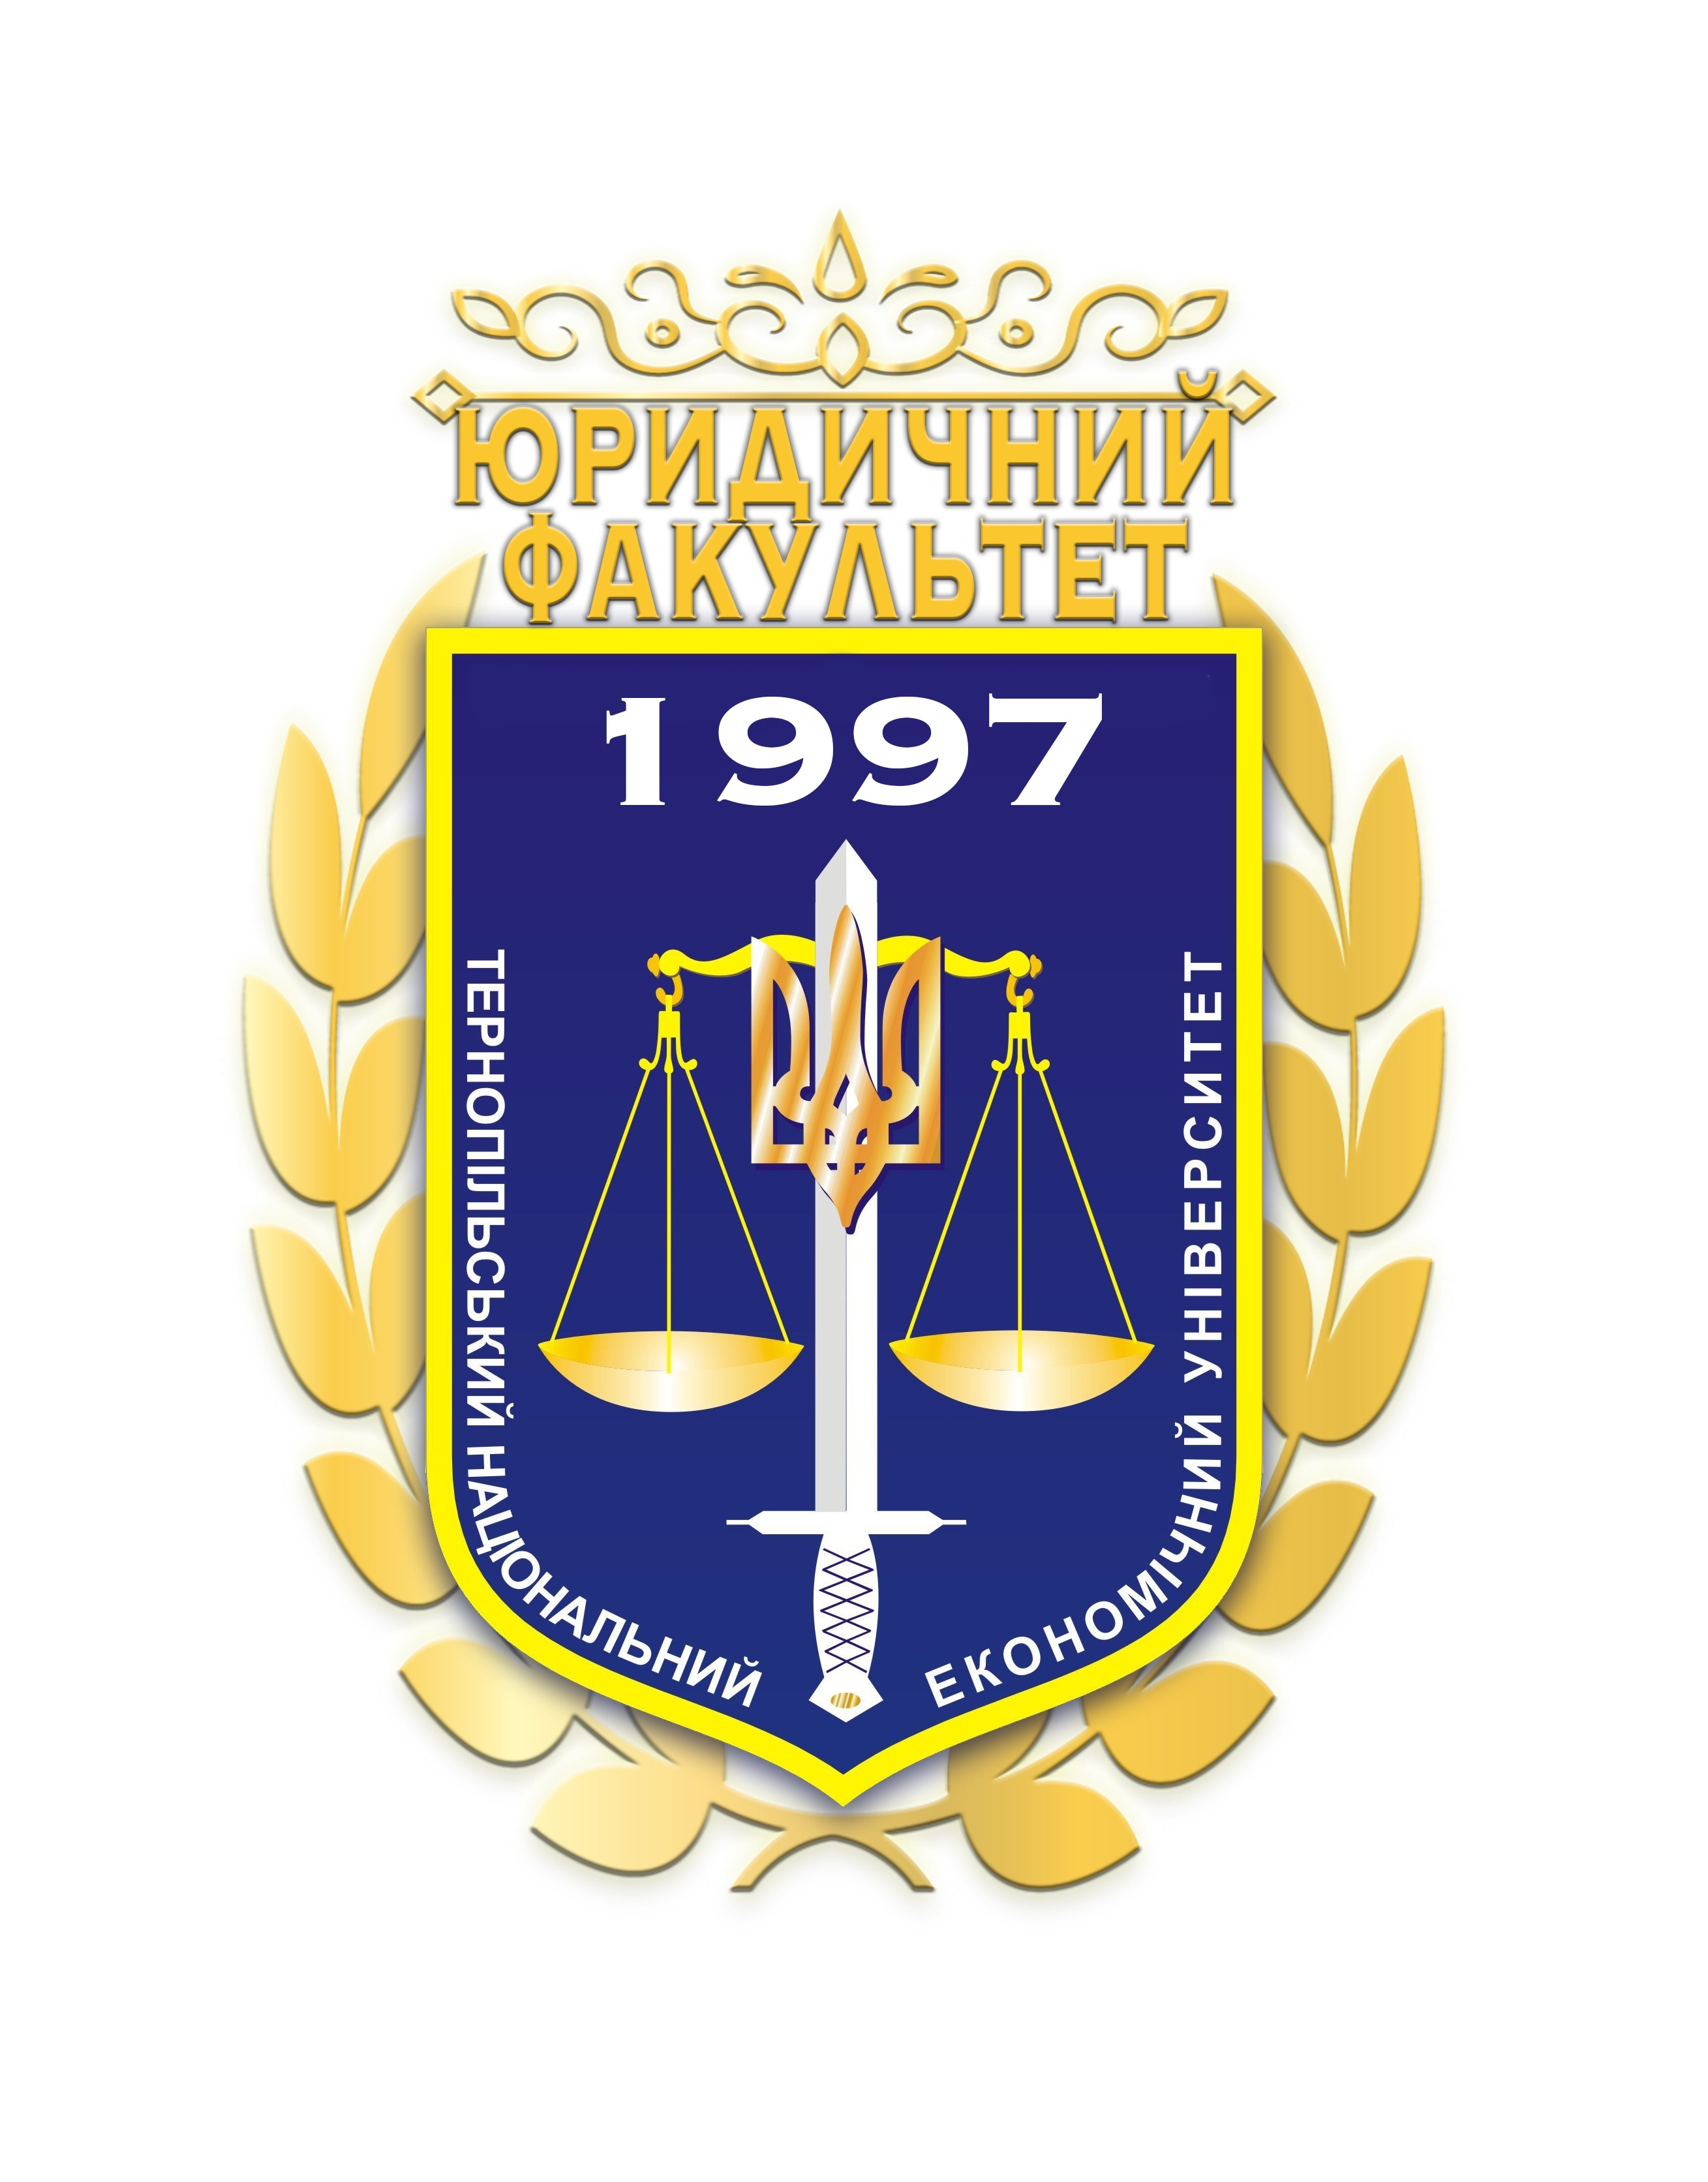 ЮРИДИЧНИЙ
ФАКУЛЬТЕТ
1997
ТЕРНОПІЛЬСЬКИЙ НАЦІОНАЛЬНИЙ
ЕКОНОМІЧНИЙ УНІВЕРСИТЕТ